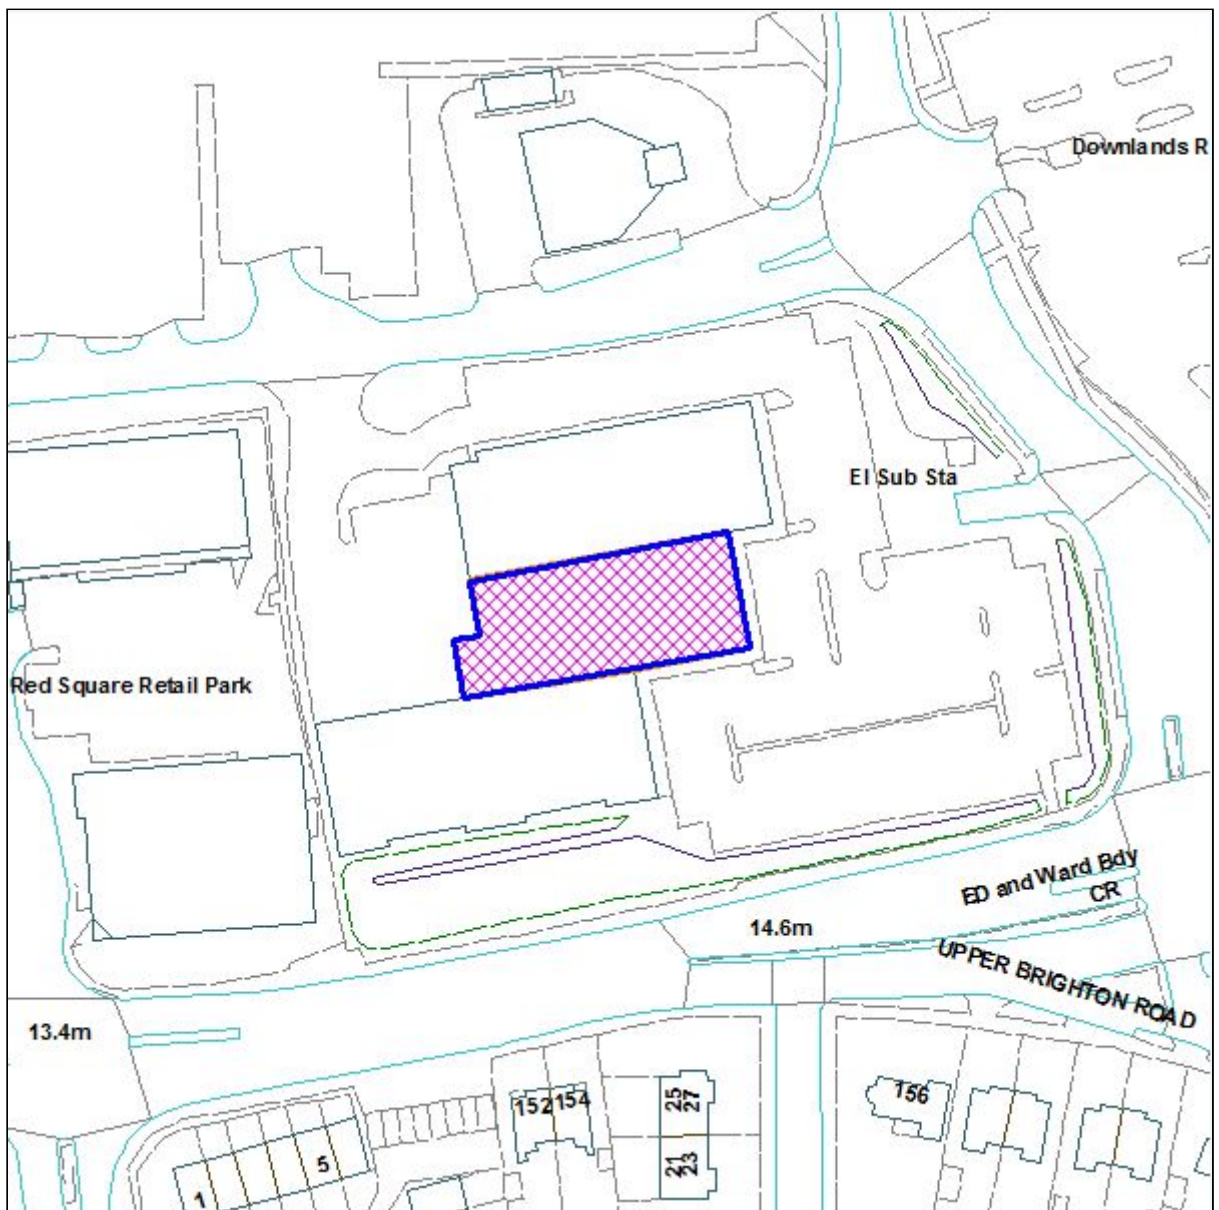 Downlands R
El Sub Sta
Red Square Retail Park
ED and Ward Bdy
CR
14.6m
UPPER BRIGHTON ROAD
13.4m
152
154
25
27
156
21
23
5
1